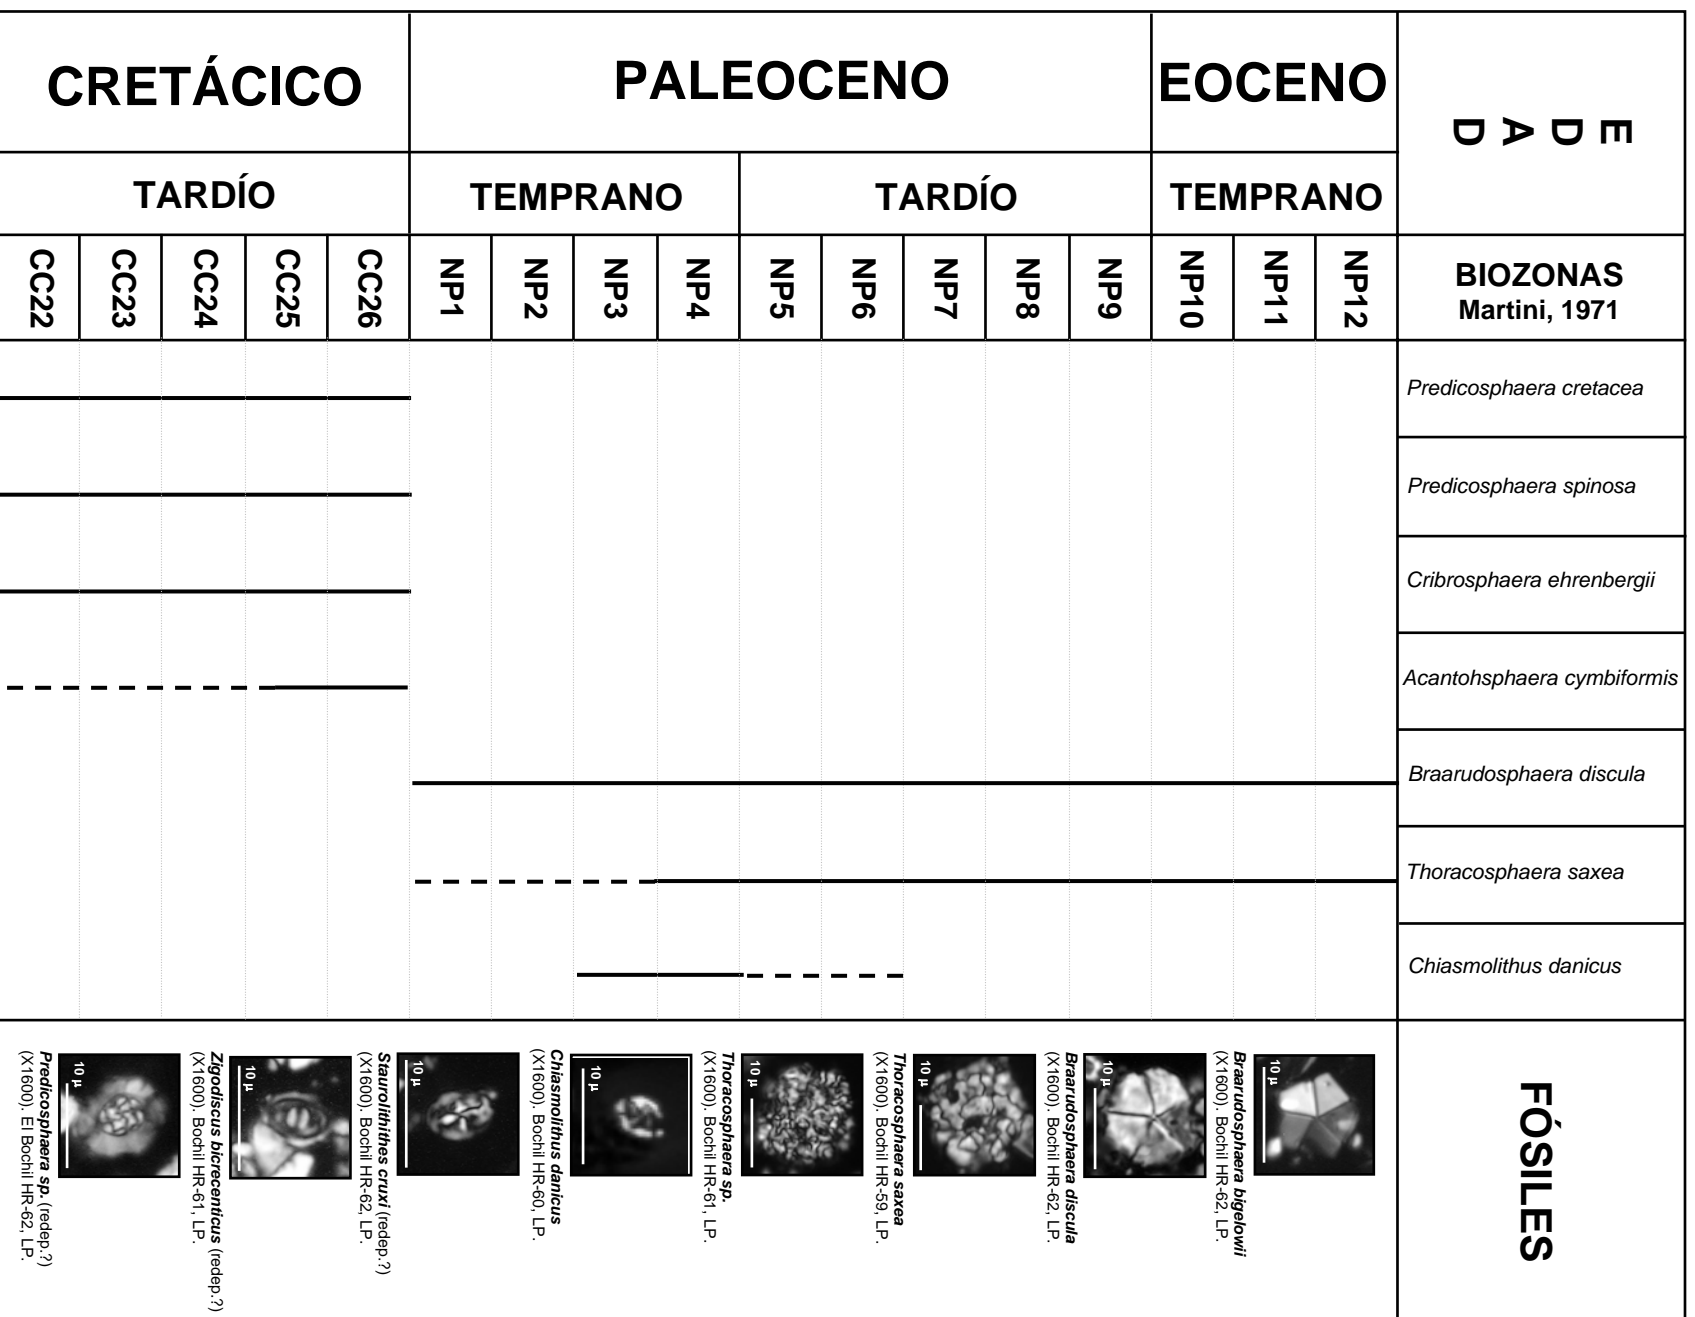 CRETÁCICO
PALEOCENO
EOCENO
EDAD
TARDÍO
TEMPRANO
TARDÍO
TEMPRANO
CC22
CC23
CC24
CC25
CC26
NP1
NP2
NP3
NP4
NP5
NP6
NP7
NP8
NP9
NP10
NP11
NP12
BIOZONAS
Martini, 1971
Predicosphaera cretacea
Predicosphaera spinosa
Cribrosphaera ehrenbergii
Acantohsphaera cymbiformis
Braarudosphaera discula
Thoracosphaera saxea
Chiasmolithus danicus
FÓSILES
10 µ
Braarudosphaera bigelowii
(X1600). Bochil HR-62, LP.
10 µ
Braarudosphaera discula
(X1600). Bochil HR-62, LP.
10 µ
Thoracosphaera saxea
(X1600). Bochil HR-59, LP.
10 µ
Thoracosphaera sp.
(X1600). Bochil HR-61, LP.
10 µ
Chiasmolithus danicus
(X1600). Bochil HR-60, LP.
10 µ
Staurolithithes cruxi (redep.?)
(X1600). Bochil HR-62, LP.
10 µ
Zigodiscus bicrecenticus (redep.?)
(X1600). Bochil HR-61, LP.
10 µ
Predicosphaera sp. (redep.?)
(X1600). El Bochil HR-62, LP.